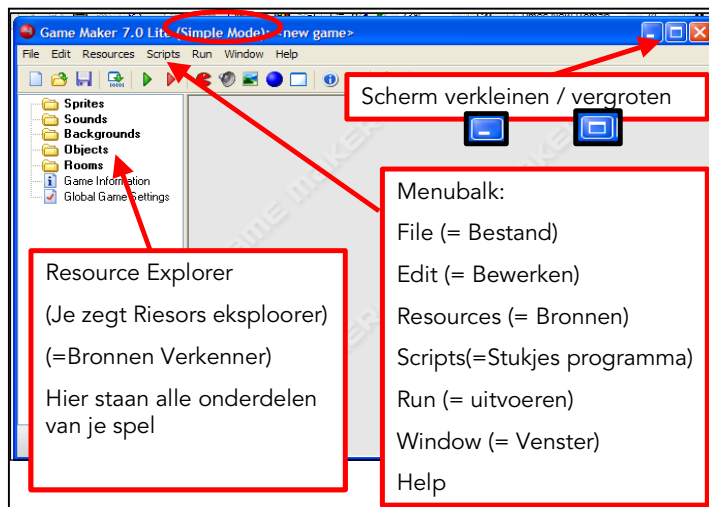 Game Maker 7.0 Lite (Simple Mode): <new game>
File Edit Resources Scripts Run Window Help
Sprites
Sounds
Backgrounds
Objects
Rooms
Game Information
Global Game Settings
Scherm verkleinen / vergroten
Menubalk:
File (= Bestand)
Edit (= Bewerken)
Resources (= Bronnen)
Scripts(=Stukjes programma)
Run (= uitvoeren)
Window (= Venster)
Help
Resource Explorer
(Je zegt Riesors eksploorer)
(=Bronnen Verkenner)
Hier staan alle onderdelen
van je spel
GAME MAKER